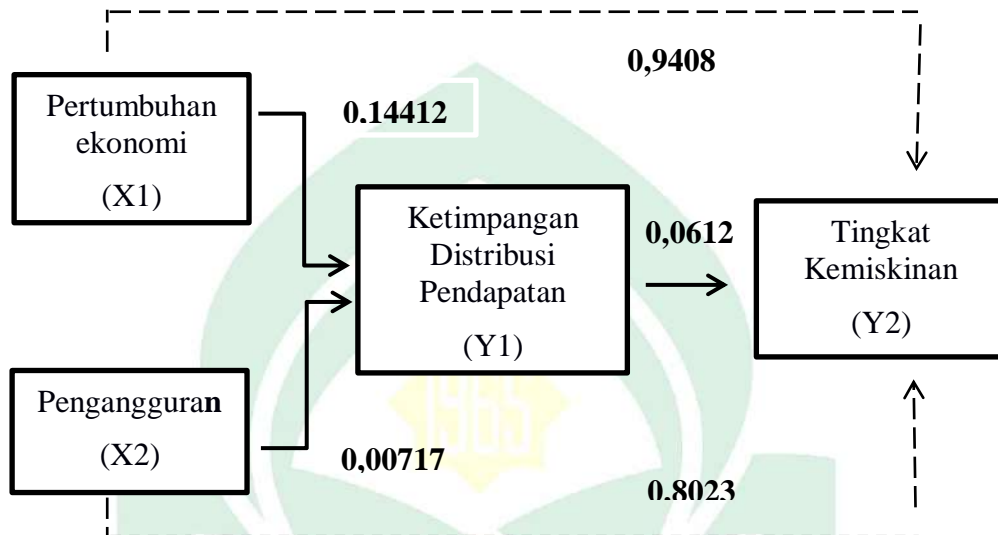 0,9408
Pertumbuhan
ekonomi
(X1)
0,14412
Ketimpangan
Distribusi
Pendapatan
(Y1)
0,0612
Tingkat
Kemiskinan
(Y2)
Pengangguran
(X2)
0,00717
0,8023
1965